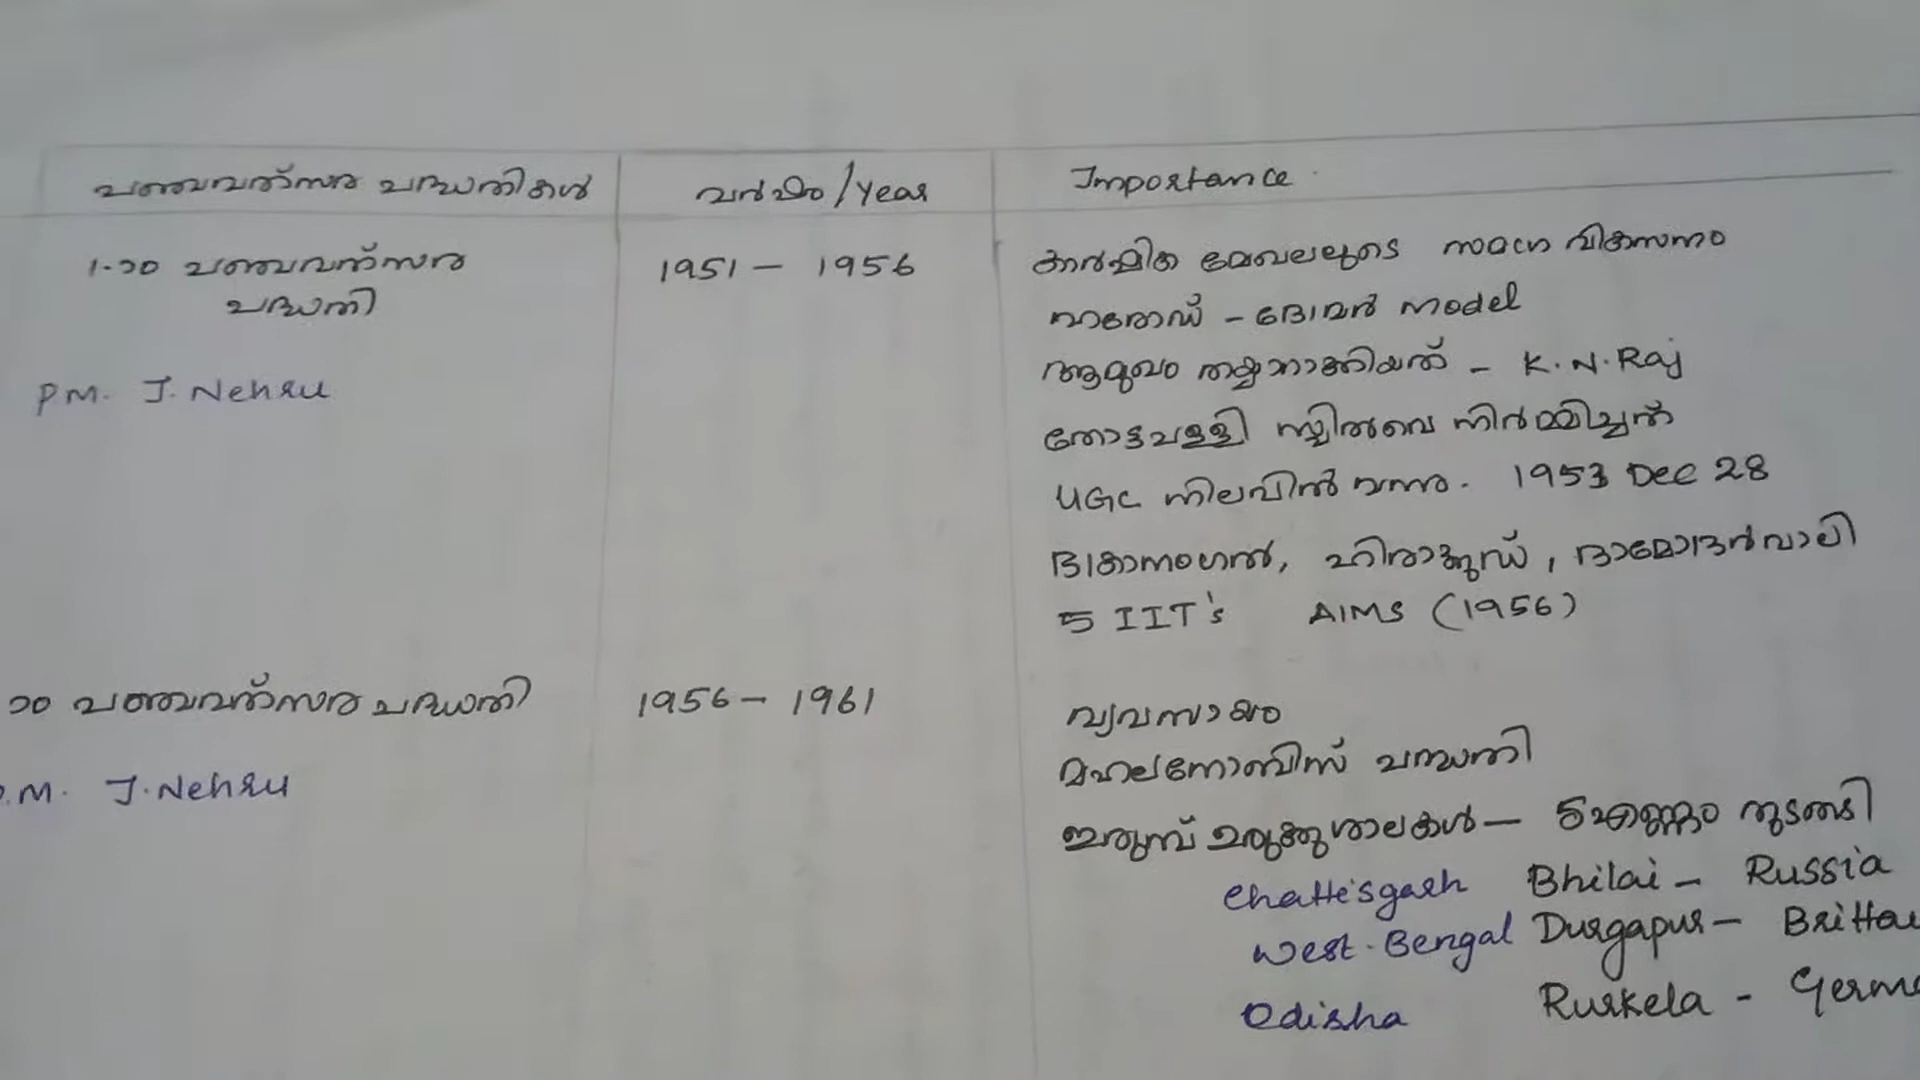 പഞ്ചവത്സര പദ്ധതികൾ വർഷം/Year Importance
1-ാം പഞ്ചവത്സര 1951 – 1956 കാർഷിക മേഖലയുടെ സമഗ്ര വികസനം
പദ്ധതി ഹാരോഡ് – ഡോമർ model
PM. J. Nehru ആമുഖം തയ്യാറാക്കിയത് – K.N.Raj
തോട്ടപള്ളി സ്പിൽവെ നിർമ്മിച്ചത്
UGC നിലവിൽ വന്നു. 1953 Dec 28
ഭക്രാനംഗൽ, ഹിരാക്കുഡ്, ദാമോദർവാലി
5 IIT's AIMS (1956)
ാം പഞ്ചവത്സര പദ്ധതി 1956 – 1961 വ്യവസായം
മഹലനോബിസ് പദ്ധതി
.M. J.Nehru ഇരുമ്പ് ഉരുക്കുശാലകൾ – തുടങ്ങി
Chattisgarh Bhilai – Russia
West.Bengal Durgapur – Britta
Odisha Rurkela - Germ